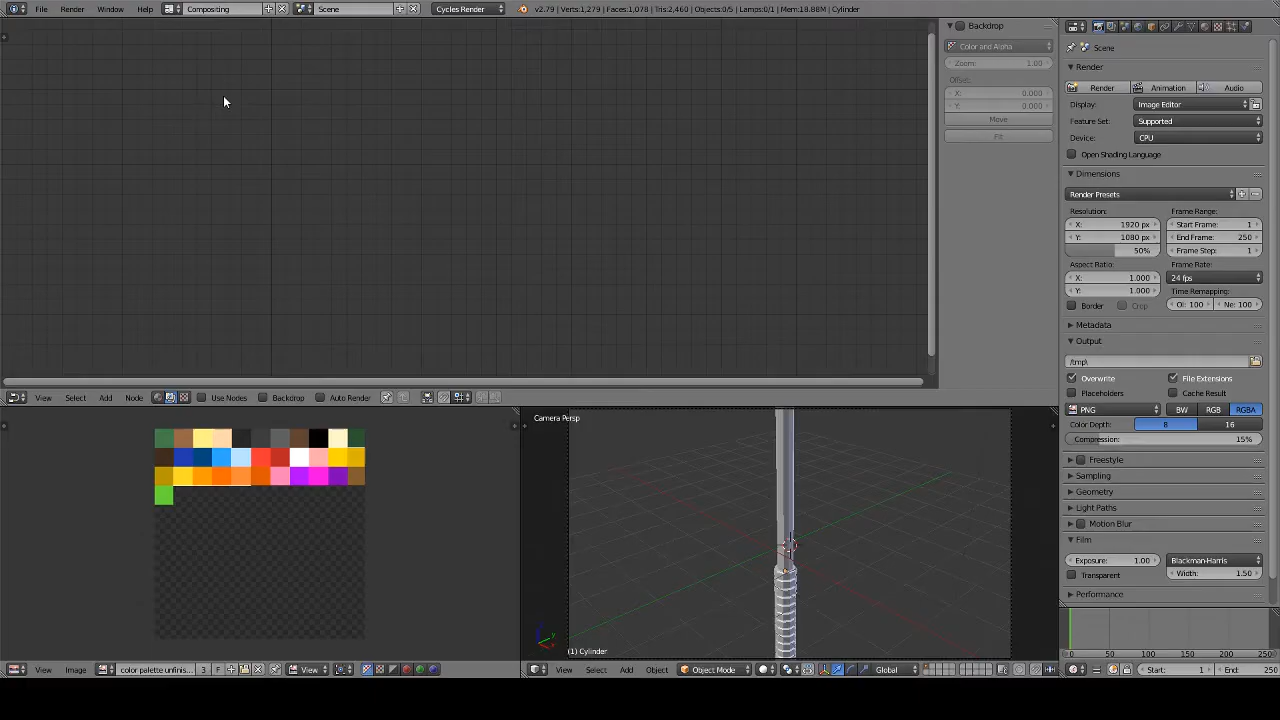 File Render Window Help Compositing Scene Cycles Render v2.79 | Verts:1,279 | Faces:1,078 | Tris:2,460 | Objects:0/5 | Lamps:0/1 | Mem:18.88M | Cylinder
Backdrop
Color and Alpha
Zoom: 1.00
Offset:
X: 0.000
Y: 0.000
Move
Fit
Scene
Render
Render Animation Audio
Display: Image Editor
Feature Set: Supported
Device: CPU
Open Shading Language
Dimensions
Render Presets
Resolution: Frame Range:
X: 1920 px Start Frame: 1
Y: 1080 px End Frame: 250
50% Frame Step: 1
Aspect Ratio: Frame Rate:
X: 1.000 24 fps
Y: 1.000 Time Remapping:
Border Crop Ol: 100 Ne: 100
Metadata
Output
/tmp\
Overwrite File Extensions
Placeholders Cache Result
PNG BW RGB RGBA
Color Depth: 8 16
Compression: 15%
Freestyle
Sampling
Geometry
Light Paths
Motion Blur
Film
Exposure: 1.00 Blackman-Harris
Transparent Width: 1.50
Performance
View Select Add Node Use Nodes Backdrop Auto Render
Camera Persp
(1) Cylinder
0 50 100 150 200 250
View Image color palette unfinis... 3 F View
View Select Add Object Object Mode Global
Start: 1 End: 250